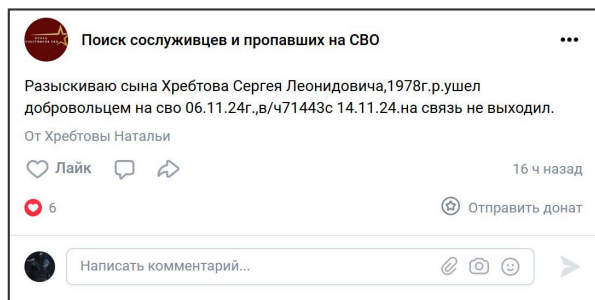 Поиск сослуживцев и пропавших на СВО
Разыскиваю сына Хребтова Сергея Леонидовича,1978г.р.ушел
добровольцем на сво 06.11.24г.,в/ч71443с 14.11.24.на связь не выходил.
От Хребтовы Натальи
Лайк
16 ч назад
6
Отправить донат
Написать комментарий...